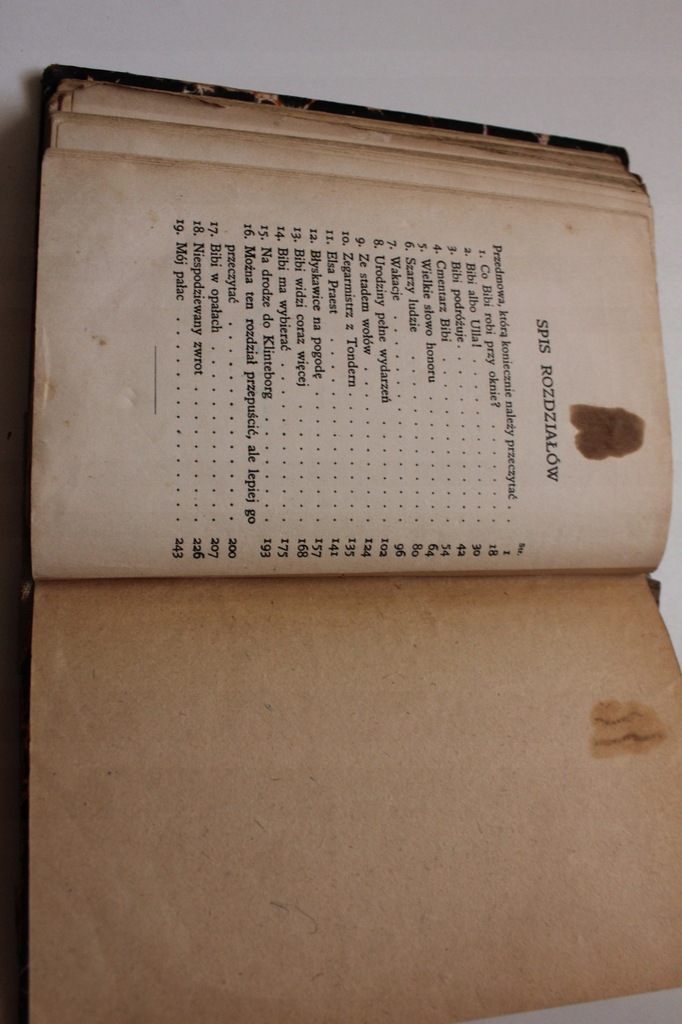 SPIS ROZDZIAŁÓW
Str.
Przedmowa, którą koniecznie należy przeczytać . . 1
1. Co Bibi robi przy oknie? . . . . . . . 18
2. Bibi albo Ulla! . . . . . . . . . 30
3. Bibi podróżuje. . . . . . . . . . 42
4. Cmentarz Bibi . . . . . . . . . 54
5. Wielkie słowo honoru . . . . . . . 64
6. Szarzy ludzie . . . . . . . . . 80
7. Wakacje . . . . . . . . . . . 96
8. Urodziny pełne wydarzeń . . . . . . 102
9. Ze stadem wołów . . . . . . . . 124
10. Zegarmistrz z Tondern . . . . . . . 135
11. Elsa Praest . . . . . . . . . . 141
12. Błyskawice na pogodę . . . . . . . 157
13. Bibi widzi coraz więcej . . . . . . . 168
14. Bibi ma wybierać . . . . . . . . 175
15. Na drodze do Klinteborg . . . . . . 193
16. Można ten rozdział przepuścić, ale lepiej go
przeczytać . . . . . . . . . . 200
17. Bibi w opałach . . . . . . . . . 207
18. Niespodziewany zwrot . . . . . . . 226
19. Mój pałac . . . . . . . . . . 243